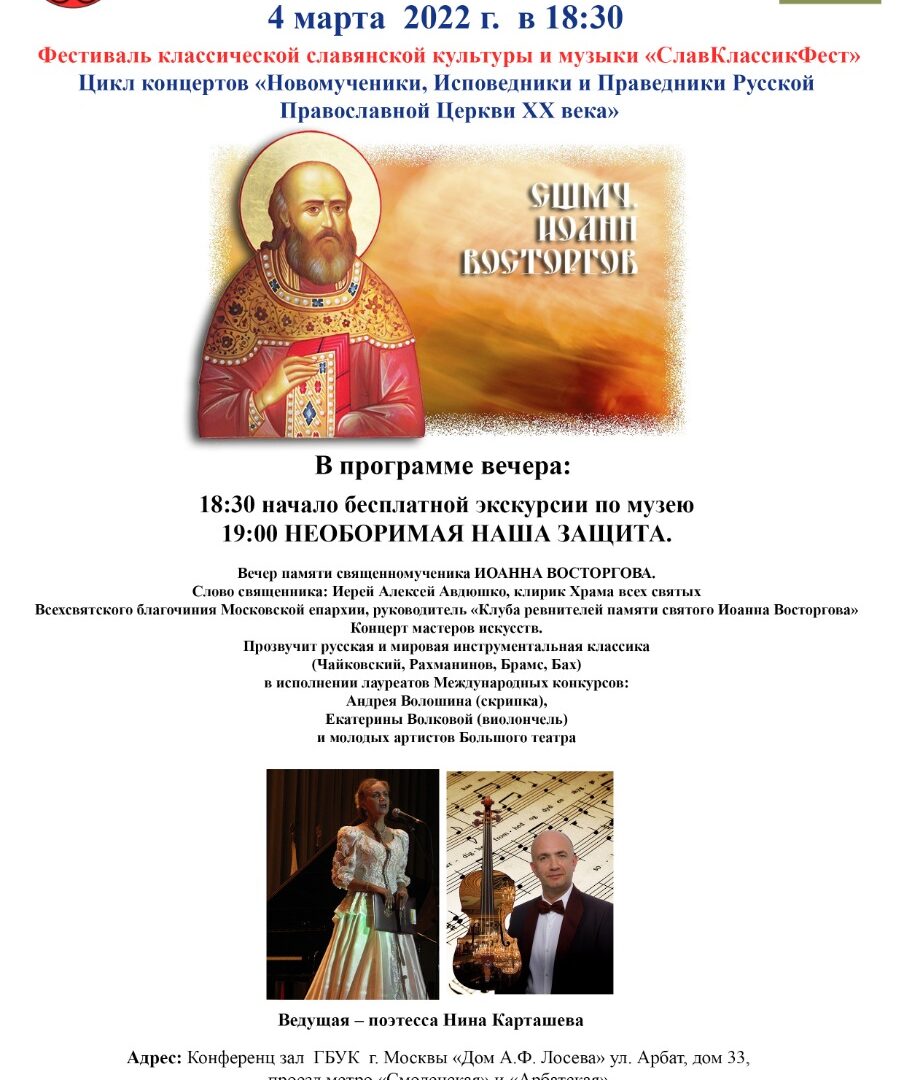 4 марта 2022 г. в 18:30
Фестиваль классической славянской культуры и музыки «СлавКлассикФест»
Цикл концертов «Новомученики, Исповедники и Праведники Русской
Православной Церкви XX века»
СЩМЧ.
ИОАНН
ВОСТОРГОВ
В программе вечера:
18:30 начало бесплатной экскурсии по музею
19:00 НЕОБОРИМАЯ НАША ЗАЩИТА.
Вечер памяти священномученика ИОАННА ВОСТОРГОВА.
Слово священника: Иерей Алексей Авдюшко, клирик Храма всех святых
Всехсвятского благочиния Московской епархии, руководитель «Клуба ревнителей памяти святого Иоанна Восторгова»
Концерт мастеров искусств.
Прозвучит русская и мировая инструментальная классика
(Чайковский, Рахманинов, Брамс, Бах)
в исполнении лауреатов Международных конкурсов:
Андрея Волошина (скрипка),
Екатерины Волковой (виолончель)
и молодых артистов Большого театра
Ведущая – поэтесса Нина Карташева
Адрес: Конференц зал ГБУК г. Москвы «Дом А.Ф. Лосева» ул. Арбат, дом 33,
проезд метро «Смоленская» и «Арбатская»